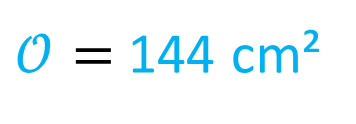 𝒪 = 144 cm²